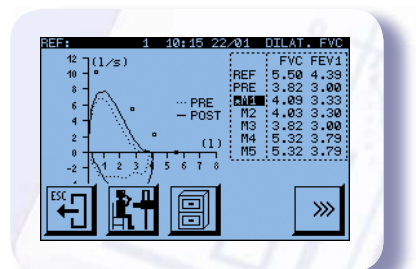 REF: 1 10:15 22/01 DILAT. FVC
FVC FEV1
REF 5.50 4.39
PRE 3.82 3.00
*M1 4.09 3.33
M2 4.03 3.30
M3 3.82 3.00
M4 5.32 3.79
M5 5.32 3.79
12 (l/s)
10
8
6
4
2
0
-2
-4
··· PRE
— POST
(l)
1 2 3 4 5 6 7 8
ESC
>>>